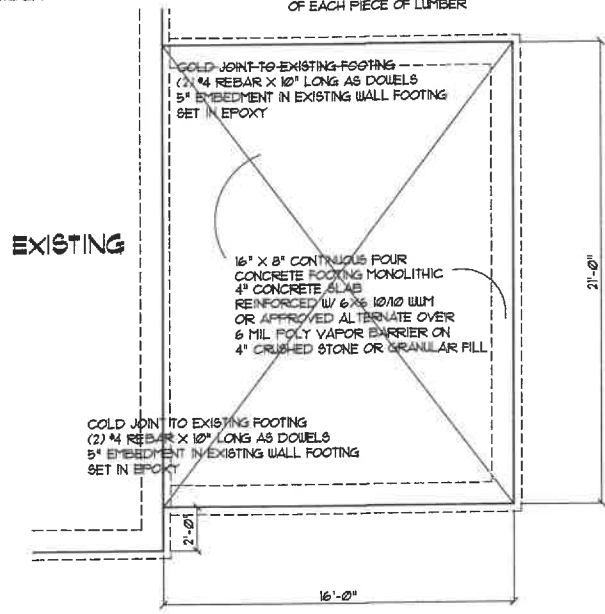 OF EACH PIECE OF LUMBER
COLD JOINT TO EXISTING FOOTING
(2) #4 REBAR X 10" LONG AS DOWELS
5" EMBEDMENT IN EXISTING WALL FOOTING
SET IN EPOXY
EXISTING
16" X 8" CONTINUOUS POUR
CONCRETE FOOTING MONOLITHIC
4" CONCRETE SLAB
REINFORCED W/ 6X6 10/10 WWM
OR APPROVED ALTERNATE OVER
6 MIL POLY VAPOR BARRIER ON
4" CRUSHED STONE OR GRANULAR FILL
21'-0"
COLD JOINT TO EXISTING FOOTING
(2) #4 REBAR X 10" LONG AS DOWELS
5" EMBEDMENT IN EXISTING WALL FOOTING
SET IN EPOXY
2'-0"
16'-0"